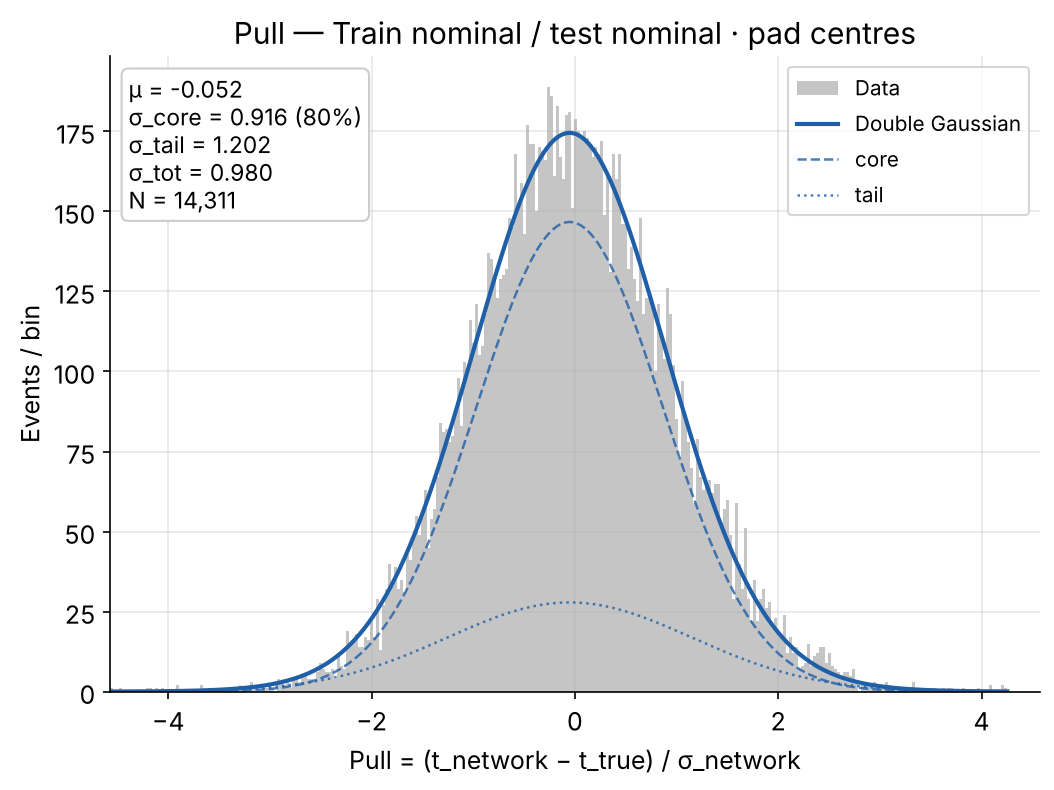 Pull — Train nominal / test nominal · pad centres
μ = -0.052
σ_core = 0.916 (80%)
σ_tail = 1.202
σ_tot = 0.980
N = 14,311
Data
Double Gaussian
core
tail
Events / bin
175
150
125
100
75
50
25
0
−4
−2
0
2
4
Pull = (t_network − t_true) / σ_network